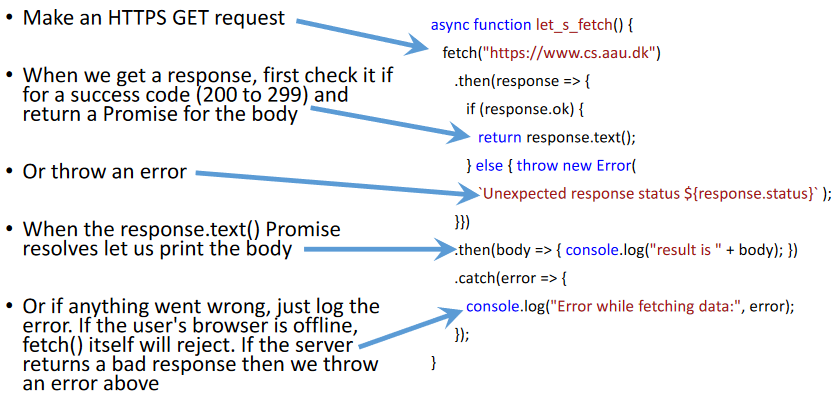 • Make an HTTPS GET request
• When we get a response, first check it if
for a success code (200 to 299) and
return a Promise for the body
• Or throw an error
• When the response.text() Promise
resolves let us print the body
• Or if anything went wrong, just log the
error. If the user's browser is offline,
fetch() itself will reject. If the server
returns a bad response then we throw
an error above
async function let_s_fetch() {
fetch("https://www.cs.aau.dk")
.then(response => {
if (response.ok) {
return response.text();
} else { throw new Error(
`Unexpected response status ${response.status}` );
}})
.then(body => { console.log("result is " + body); })
.catch(error => {
console.log("Error while fetching data:", error);
});
}